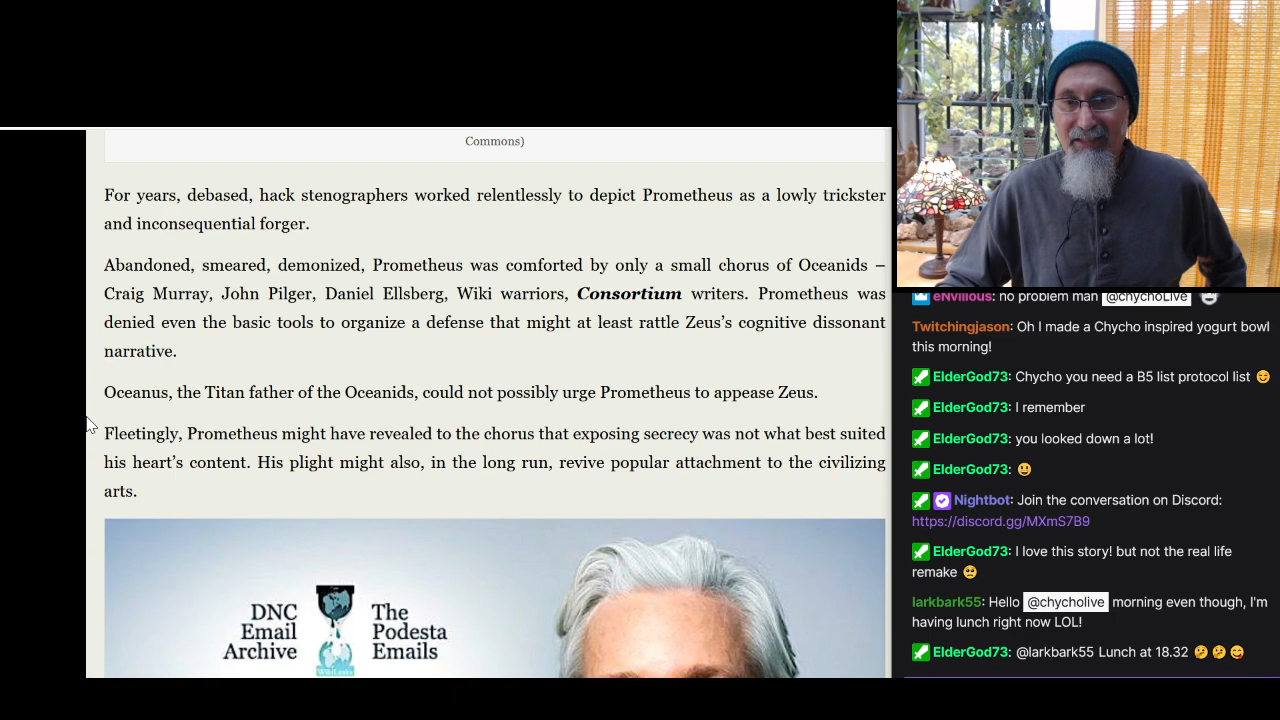 Commons)
For years, debased, hack stenographers worked relentlessly to depict Prometheus as a lowly trickster
and inconsequential forger.
Abandoned, smeared, demonized, Prometheus was comforted by only a small chorus of Oceanids –
Craig Murray, John Pilger, Daniel Ellsberg, Wiki warriors, Consortium writers. Prometheus was
denied even the basic tools to organize a defense that might at least rattle Zeus's cognitive dissonant
narrative.
Oceanus, the Titan father of the Oceanids, could not possibly urge Prometheus to appease Zeus.
Fleetingly, Prometheus might have revealed to the chorus that exposing secrecy was not what best suited
his heart's content. His plight might also, in the long run, revive popular attachment to the civilizing
arts.
DNC
Email
Archive
The
Podesta
Emails
eNvillous: no problem man @chychoLive
Twitchingjason: Oh I made a Chycho inspired yogurt bowl
this morning!
ElderGod73: Chycho you need a B5 list protocol list 😊
ElderGod73: I remember
ElderGod73: you looked down a lot!
ElderGod73: 😃
Nightbot: Join the conversation on Discord:
https://discord.gg/MXmS7B9
ElderGod73: I love this story! but not the real life
remake 🥺
larkbark55: Hello @chycholive morning even though, I'm
having lunch right now LOL!
ElderGod73: @larkbark55 Lunch at 18.32 🤔🤔😋